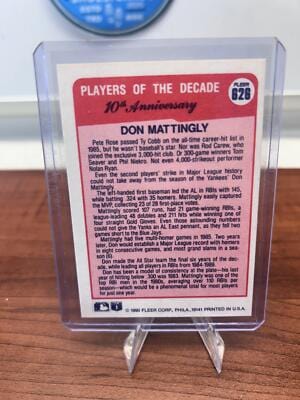 PLAYERS OF THE DECADE
10th Anniversary
FLEER
626
DON MATTINGLY
Pete Rose passed Ty Cobb on the all-time career-hit list in
1985, but he wasn't baseball's star. Nor was Rod Carew, who
joined the exclusive 3,000-hit club. Or 300-game winners Tom
Seaver and Phil Niekro. Not even 4,000-strikeout performer
Nolan Ryan.
Even the seventh players strike in Major League history
could not take away from the season of the Yankees' Don
Mattingly.
The left-handed first baseman led the AL in RBIs with 145,
while batting .324 with 35 homers. Mattingly easily captured
the MVP, collecting 23 of 28 first-place votes.
Mattingly scored 107 runs, had 21 game-winning RBIs, a
league-leading 48 doubles and 211 hits while winning one of
four straight Gold Gloves. Even those astounding numbers
could not give the Yanks an AL East pennant, as they fell two
games short to the Blue Jays.
Mattingly had five multi-homer games in 1985. Two years
later, Don would establish a Major League record with homers
in eight consecutive games, and most grand slams in a season
(6).
Don made the All Star team the final six years of the decade,
while leading all players in RBIs from 1984-1989.
Don has been a model of consistency at the plate—his last
year of hitting below .300 was 1983. Mattingly may well be one of
the top RBI men in the 1990s, averaging over 110 RBIs per
season—which would be a phenomenal total for most players
for just one year.
© 1990 FLEER CORP., PHILA., 19141 PRINTED IN U.S.A.